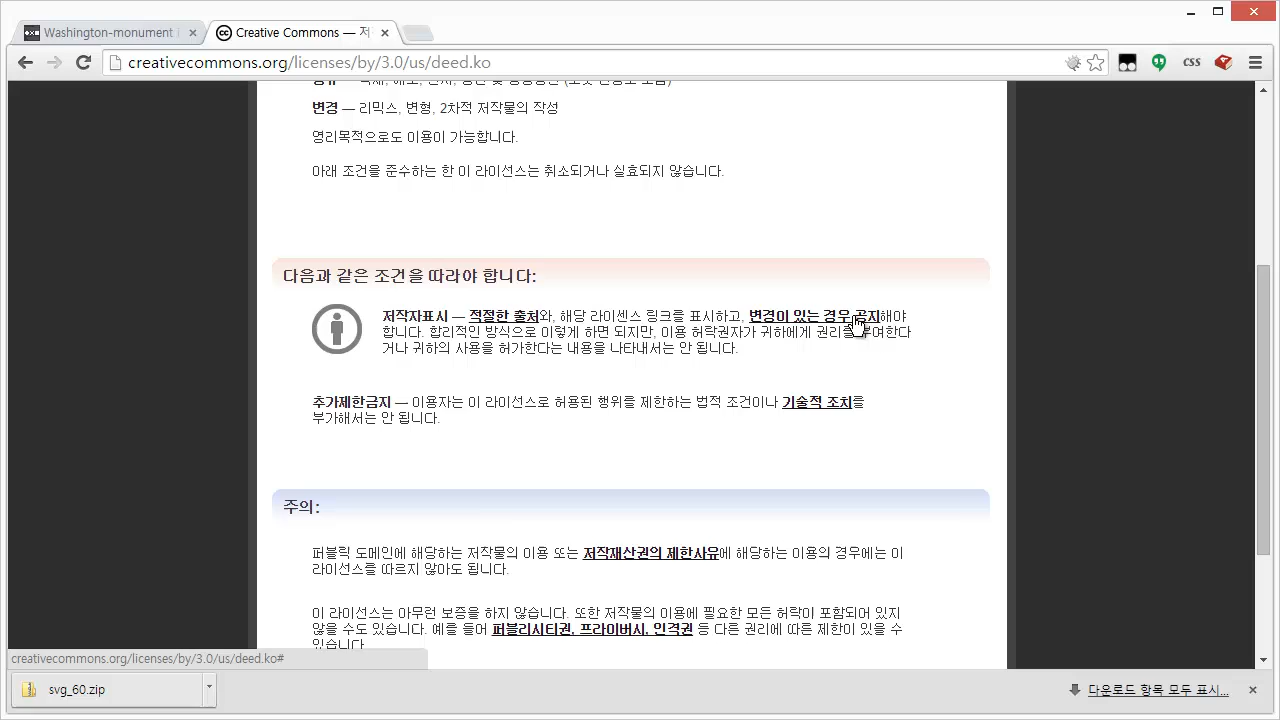 Washington-monument
Creative Commons — 저
creativecommons.org/licenses/by/3.0/us/deed.ko
CSS
변경 — 리믹스, 변형, 2차적 저작물의 작성
영리목적으로도 이용이 가능합니다.
아래 조건을 준수하는 한 이 라이선스는 취소되거나 실효되지 않습니다.
다음과 같은 조건을 따라야 합니다:
저작자표시 — 적절한 출처와, 해당 라이센스 링크를 표시하고, 변경이 있는 경우 공지해야
합니다. 합리적인 방식으로 이렇게 하면 되지만, 이용 허락권자가 귀하에게 권리를 부여한다
거나 귀하의 사용을 허가한다는 내용을 나타내서는 안 됩니다.
추가제한금지 — 이용자는 이 라이선스로 허용된 행위를 제한하는 법적 조건이나 기술적 조치를
부가해서는 안 됩니다.
주의:
퍼블릭 도메인에 해당하는 저작물의 이용 또는 저작재산권의 제한사유에 해당하는 이용의 경우에는 이
라이선스를 따르지 않아도 됩니다.
이 라이선스는 아무런 보증을 하지 않습니다. 또한 저작물의 이용에 필요한 모든 허락이 포함되어 있지
않을 수도 있습니다. 예를 들어 퍼블리시티권, 프라이버시, 인격권 등 다른 권리에 따른 제한이 있을 수
있습니다
creativecommons.org/licenses/by/3.0/us/deed.ko#
svg_60.zip
다운로드 항목 모두 표시...